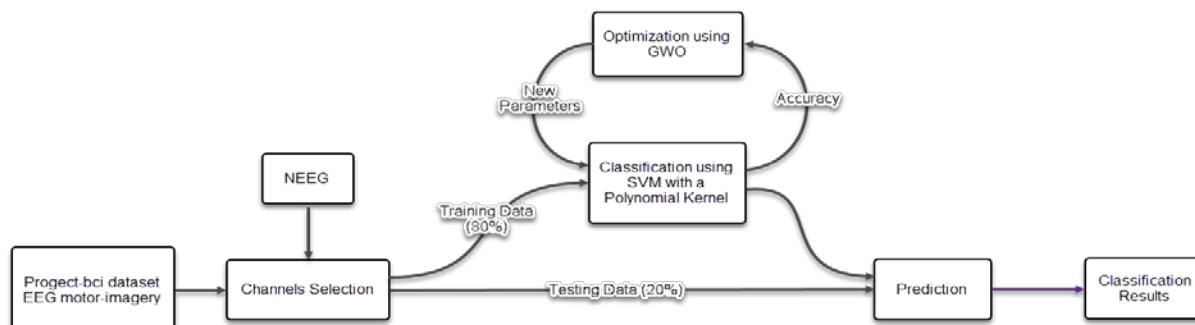 Optimization using
GWO
New
Parameters
Accuracy
Classification using
SVM with a
Polynomial Kernel
NEEG
Training Data
(80%)
Progect-bci dataset
EEG motor-imagery
Channels Selection
Testing Data (20%)
Prediction
Classification
Results